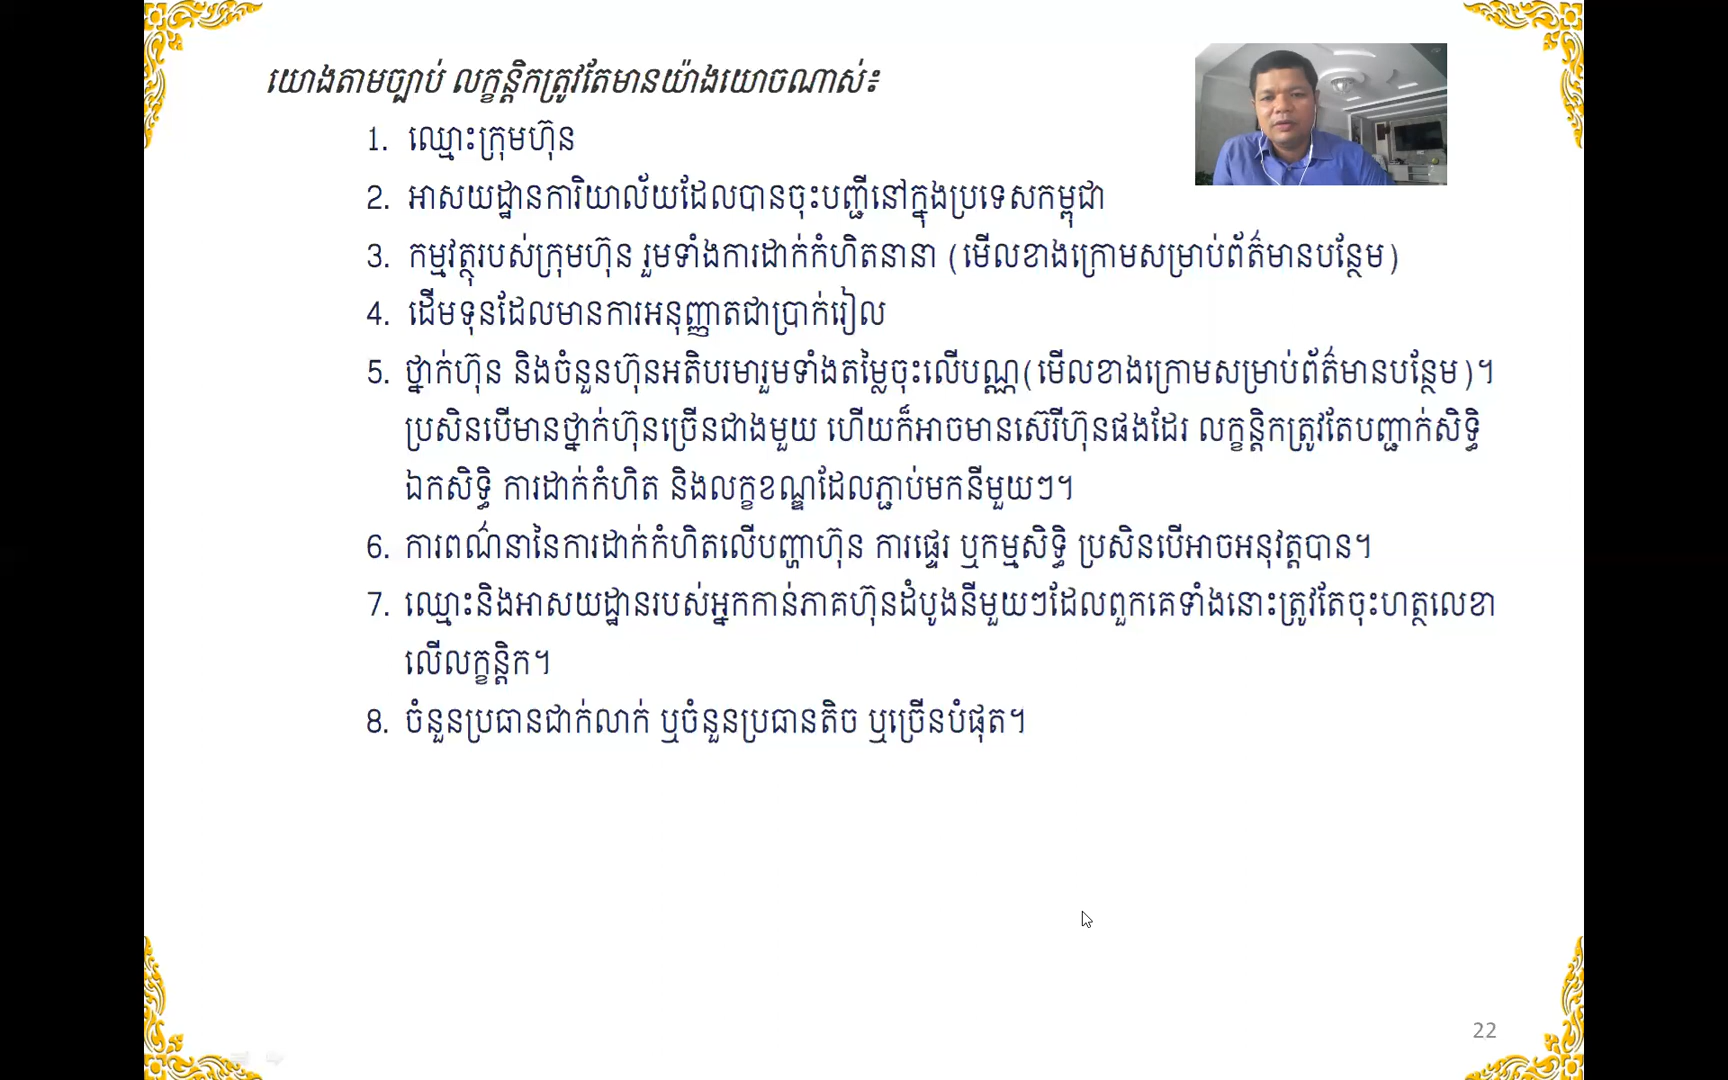 យោងតាមច្បាប់ លក្ខន្តិកត្រូវតែមានយ៉ាងយោចណាស់៖
1. ឈ្មោះក្រុមហ៊ុន
2. អាសយដ្ឋានការិយាល័យដែលបានចុះបញ្ជីនៅក្នុងប្រទេសកម្ពុជា
3. កម្មវត្ថុរបស់ក្រុមហ៊ុន រួមទាំងការដាក់កំហិតនានា (មើលខាងក្រោមសម្រាប់ព័ត៌មានបន្ថែម)
4. ដើមទុនដែលមានការអនុញ្ញាតជាប្រាក់រៀល
5. ថ្នាក់ហ៊ុន និងចំនួនហ៊ុនអតិបរមារួមទាំងតម្លៃចុះលើបណ្ណ(មើលខាងក្រោមសម្រាប់ព័ត៌មានបន្ថែម)។
ប្រសិនបើមានថ្នាក់ហ៊ុនច្រើនជាងមួយ ហើយក៏អាចមានស៊េរីហ៊ុនផងដែរ លក្ខន្តិកត្រូវតែបញ្ជាក់សិទ្ធិ
ឯកសិទ្ធិ ការដាក់កំហិត និងលក្ខខណ្ឌដែលភ្ជាប់មកនីមួយៗ។
6. ការពណ៌នានៃការដាក់កំហិតលើបញ្ហាហ៊ុន ការផ្ទេរ ឬកម្មសិទ្ធិ ប្រសិនបើអាចអនុវត្តបាន។
7. ឈ្មោះនិងអាសយដ្ឋានរបស់អ្នកកាន់ភាគហ៊ុនដំបូងនីមួយៗដែលពួកគេទាំងនោះត្រូវតែចុះហត្ថលេខា
លើលក្ខន្តិក។
8. ចំនួនប្រធានជាក់លាក់ ឬចំនួនប្រធានតិច ឬច្រើនបំផុត។
22